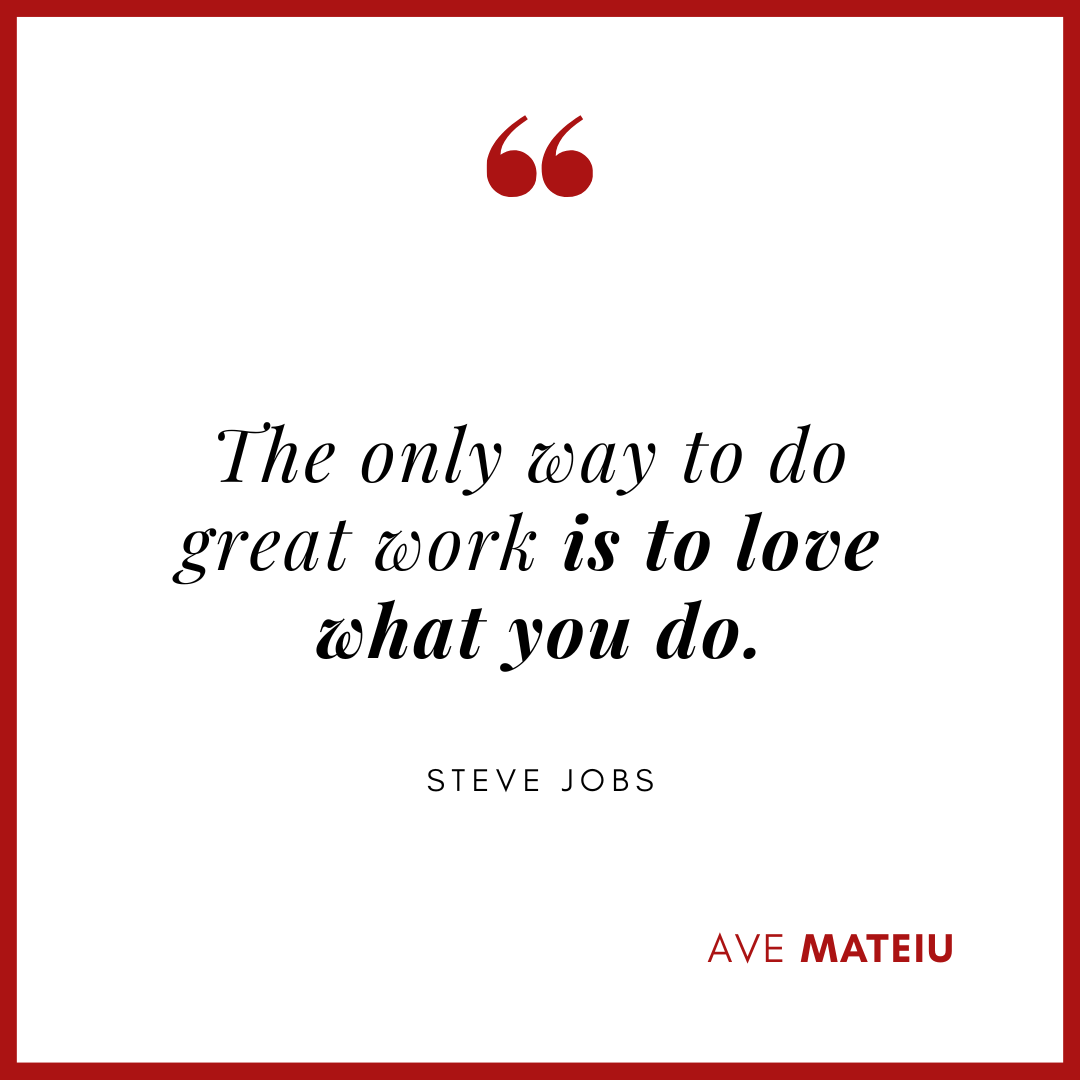 “
The only way to do
great work is to love
what you do.
STEVE JOBS
AVE MATEIU